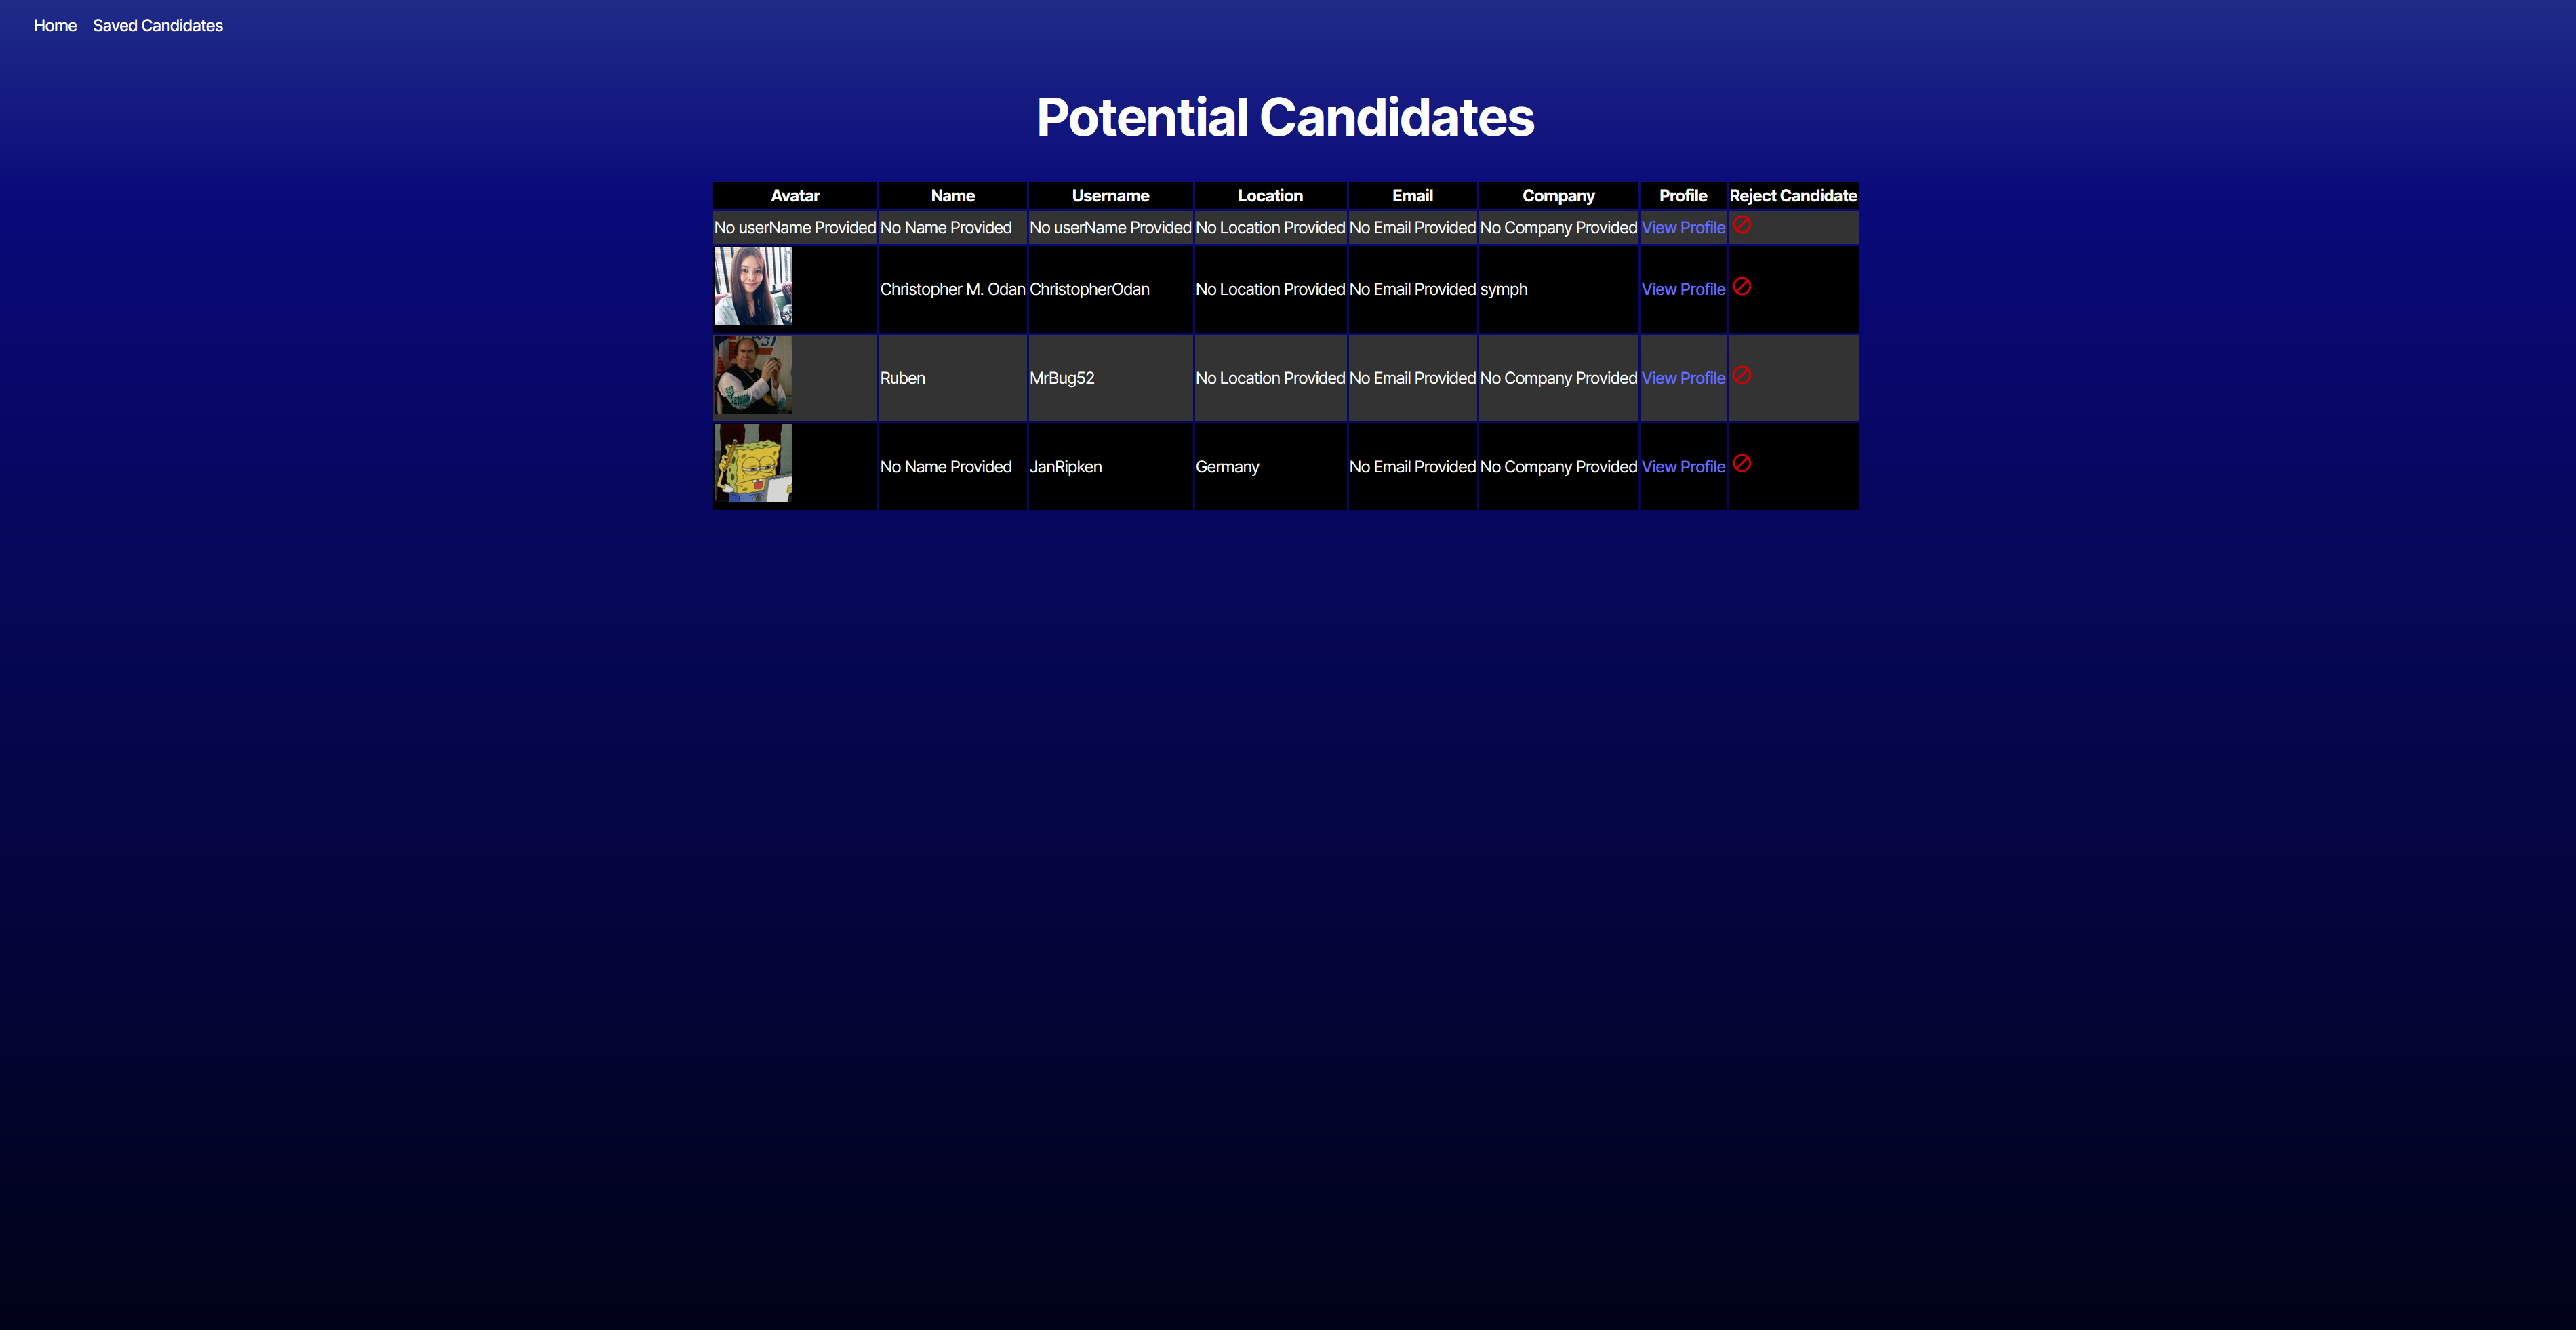 Home Saved Candidates
Potential Candidates
Avatar Name Username Location Email Company Profile Reject Candidate
No userName Provided No Name Provided No userName Provided No Location Provided No Email Provided No Company Provided View Profile
Christopher M. Odan ChristopherOdan No Location Provided No Email Provided symph View Profile
Ruben MrBug52 No Location Provided No Email Provided No Company Provided View Profile
No Name Provided JanRipken Germany No Email Provided No Company Provided View Profile